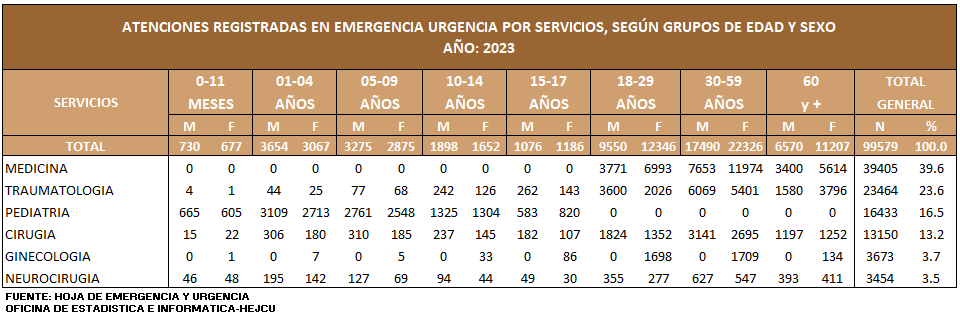 ATENCIONES REGISTRADAS EN EMERGENCIA URGENCIA POR SERVICIOS, SEGÚN GRUPOS DE EDAD Y SEXO
AÑO: 2023
SERVICIOS 0-11 MESES 01-04 AÑOS 05-09 AÑOS 10-14 AÑOS 15-17 AÑOS 18-29 AÑOS 30-59 AÑOS 60 y + TOTAL GENERAL
M F M F M F M F M F M F M F M F N %
TOTAL 730 677 3654 3067 3275 2875 1898 1652 1076 1186 9550 12346 17490 22326 6570 11207 99579 100.0
MEDICINA 0 0 0 0 0 0 0 0 0 0 3771 6993 7653 11974 3400 5614 39405 39.6
TRAUMATOLOGIA 4 1 44 25 77 68 242 126 262 143 3600 2026 6069 5401 1580 3796 23464 23.6
PEDIATRIA 665 605 3109 2713 2761 2548 1325 1304 583 820 0 0 0 0 0 0 16433 16.5
CIRUGIA 15 22 306 180 310 185 237 145 182 107 1824 1352 3141 2695 1197 1252 13150 13.2
GINECOLOGIA 0 1 0 7 0 5 0 33 0 86 0 1698 0 1709 0 134 3673 3.7
NEUROCIRUGIA 46 48 195 142 127 69 94 44 49 30 355 277 627 547 393 411 3454 3.5
FUENTE: HOJA DE EMERGENCIA Y URGENCIA
OFICINA DE ESTADISTICA E INFORMATICA-HEJCU